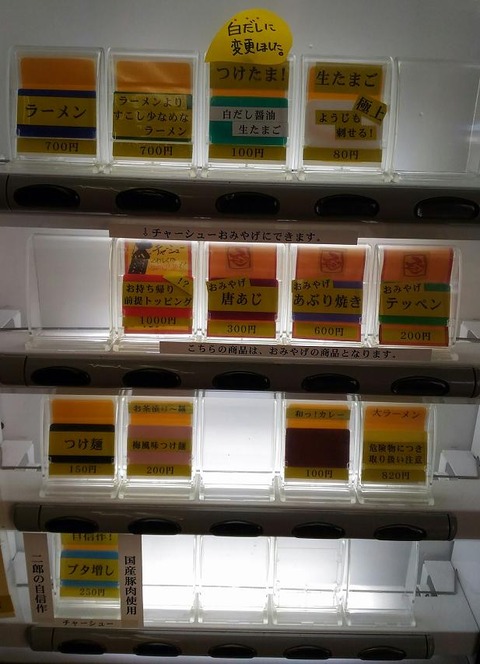 白だしに
変更しました。
ラーメン
700円
ラーメンより
すこし少なめな
ラーメン
700円
つけたま!
白だし醤油
生たまご
100円
生たまご
極上
ようじも
刺せる!
80円
↓チャーシューおみやげにできます。
チャーシュー
!?
お持ち帰り
前提トッピング
1000円
おみやげ
唐あじ
300円
おみやげ
あぶり焼き
600円
おみやげ
テッペン
200円
こちらの商品は、おみやげの商品となります。
つけ麺
150円
梅風味つけ麺
200円
和っ!カレー
100円
大ラーメン
危険物につき
取り扱い注意
820円
二郎の自信作
自信作!
ブタ増し
250円
チャーシュー
国産豚肉使用